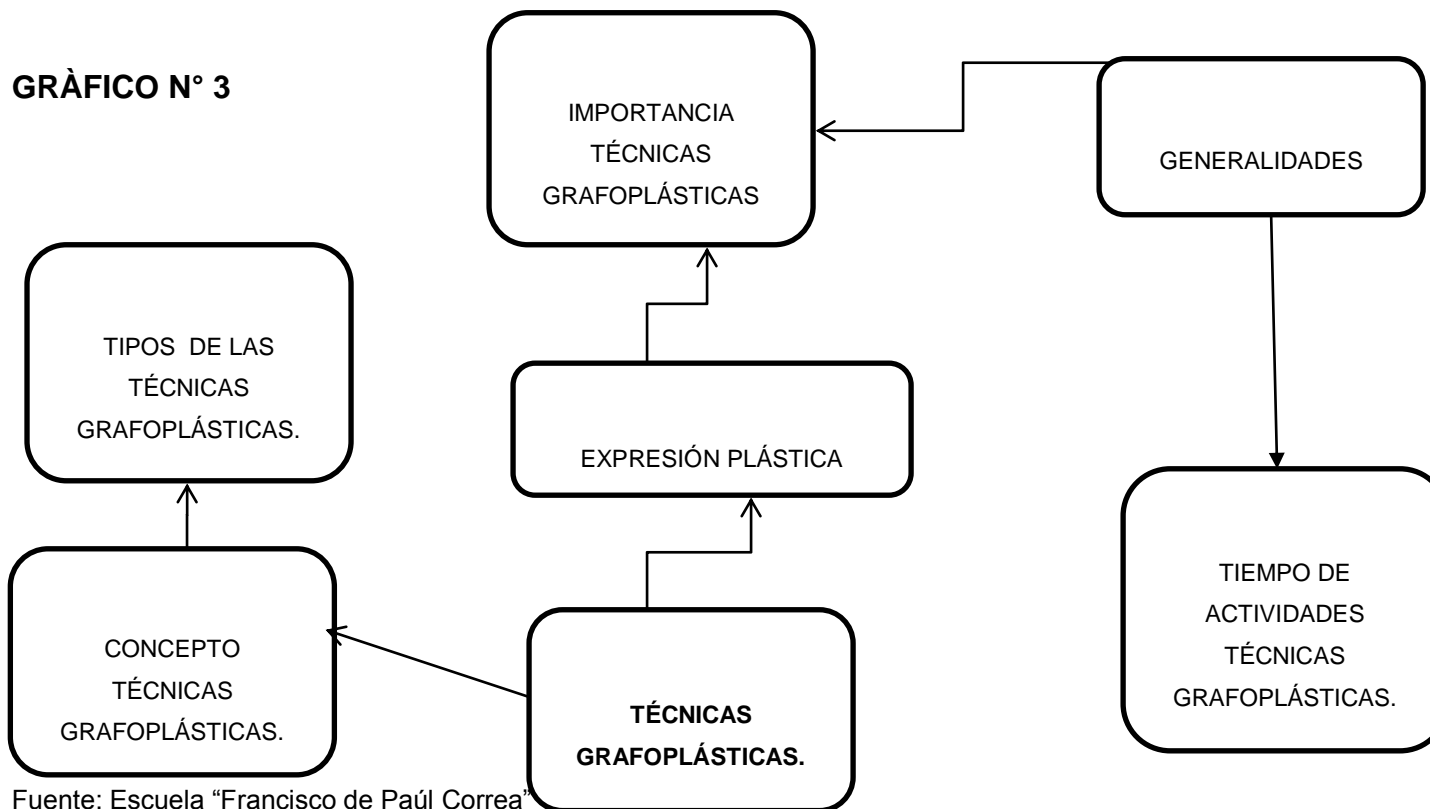 GRÀFICO N° 3
IMPORTANCIA
TÉCNICAS
GRAFOPLÁSTICAS
GENERALIDADES
TIPOS DE LAS
TÉCNICAS
GRAFOPLÁSTICAS.
EXPRESIÓN PLÁSTICA
TIEMPO DE
ACTIVIDADES
TÉCNICAS
GRAFOPLÁSTICAS.
CONCEPTO
TÉCNICAS
GRAFOPLÁSTICAS.
TÉCNICAS
GRAFOPLÁSTICAS.
Fuente: Escuela “Francisco de Paúl Correa”